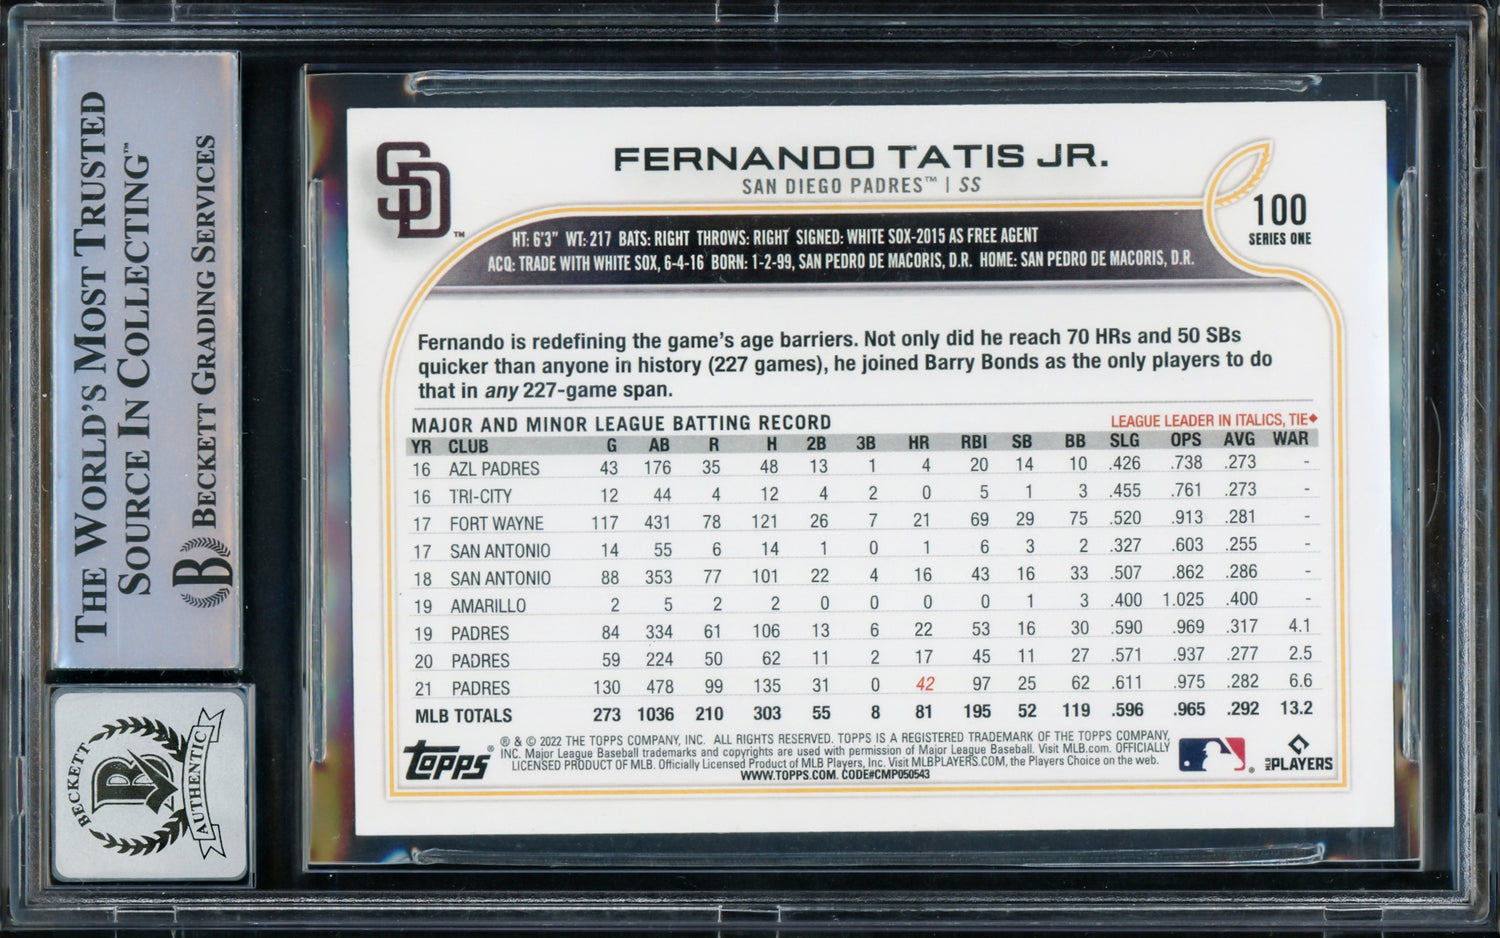 THE WORLD'S MOST TRUSTED
SOURCE IN COLLECTING™
BECKETT GRADING SERVICES
B
BECKETT
B
AUTHENTIC
SD™
FERNANDO TATIS JR.
SAN DIEGO PADRES™ | SS
100
SERIES ONE
HT: 6'3" WT: 217 BATS: RIGHT THROWS: RIGHT SIGNED: WHITE SOX-2015 AS FREE AGENT
ACQ: TRADE WITH WHITE SOX, 6-4-16 BORN: 1-2-99, SAN PEDRO DE MACORIS, D.R. HOME: SAN PEDRO DE MACORIS, D.R.
Fernando is redefining the game's age barriers. Not only did he reach 70 HRs and 50 SBs
quicker than anyone in history (227 games), he joined Barry Bonds as the only players to do
that in any 227-game span.
MAJOR AND MINOR LEAGUE BATTING RECORD LEAGUE LEADER IN ITALICS, TIE♦
YR CLUB G AB R H 2B 3B HR RBI SB BB SLG OPS AVG WAR
16 AZL PADRES 43 176 35 48 13 1 4 20 14 10 .426 .738 .273 -
16 TRI-CITY 12 44 4 12 4 2 0 5 1 3 .455 .761 .273 -
17 FORT WAYNE 117 431 78 121 26 7 21 69 29 75 .520 .913 .281 -
17 SAN ANTONIO 14 55 6 14 1 0 1 6 3 2 .327 .603 .255 -
18 SAN ANTONIO 88 353 77 101 22 4 16 43 16 33 .507 .862 .286 -
19 AMARILLO 2 5 2 2 0 0 0 0 1 3 .400 1.025 .400 -
19 PADRES 84 334 61 106 13 6 22 53 16 30 .590 .969 .317 4.1
20 PADRES 59 224 50 62 11 2 17 45 11 27 .571 .937 .277 2.5
21 PADRES 130 478 99 135 31 0 42 97 25 62 .611 .975 .282 6.6
MLB TOTALS 273 1036 210 303 55 8 81 195 52 119 .596 .965 .292 13.2
Topps®
® & © 2022 THE TOPPS COMPANY, INC. ALL RIGHTS RESERVED. TOPPS IS A REGISTERED TRADEMARK OF THE TOPPS COMPANY,
INC. Major League Baseball trademarks and copyrights are used with permission of Major League Baseball. Visit MLB.com. OFFICIALLY
LICENSED PRODUCT OF MLB. Officially Licensed Product of MLB Players, Inc. Visit MLBPLAYERS.COM, the Players Choice on the web.
WWW.TOPPS.COM. CODE#CMP050543
®
MLB PLAYERS